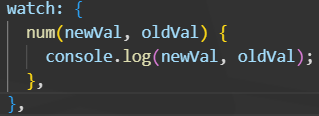 watch: {
  num(newVal, oldVal) {
    console.log(newVal, oldVal);
  },
},